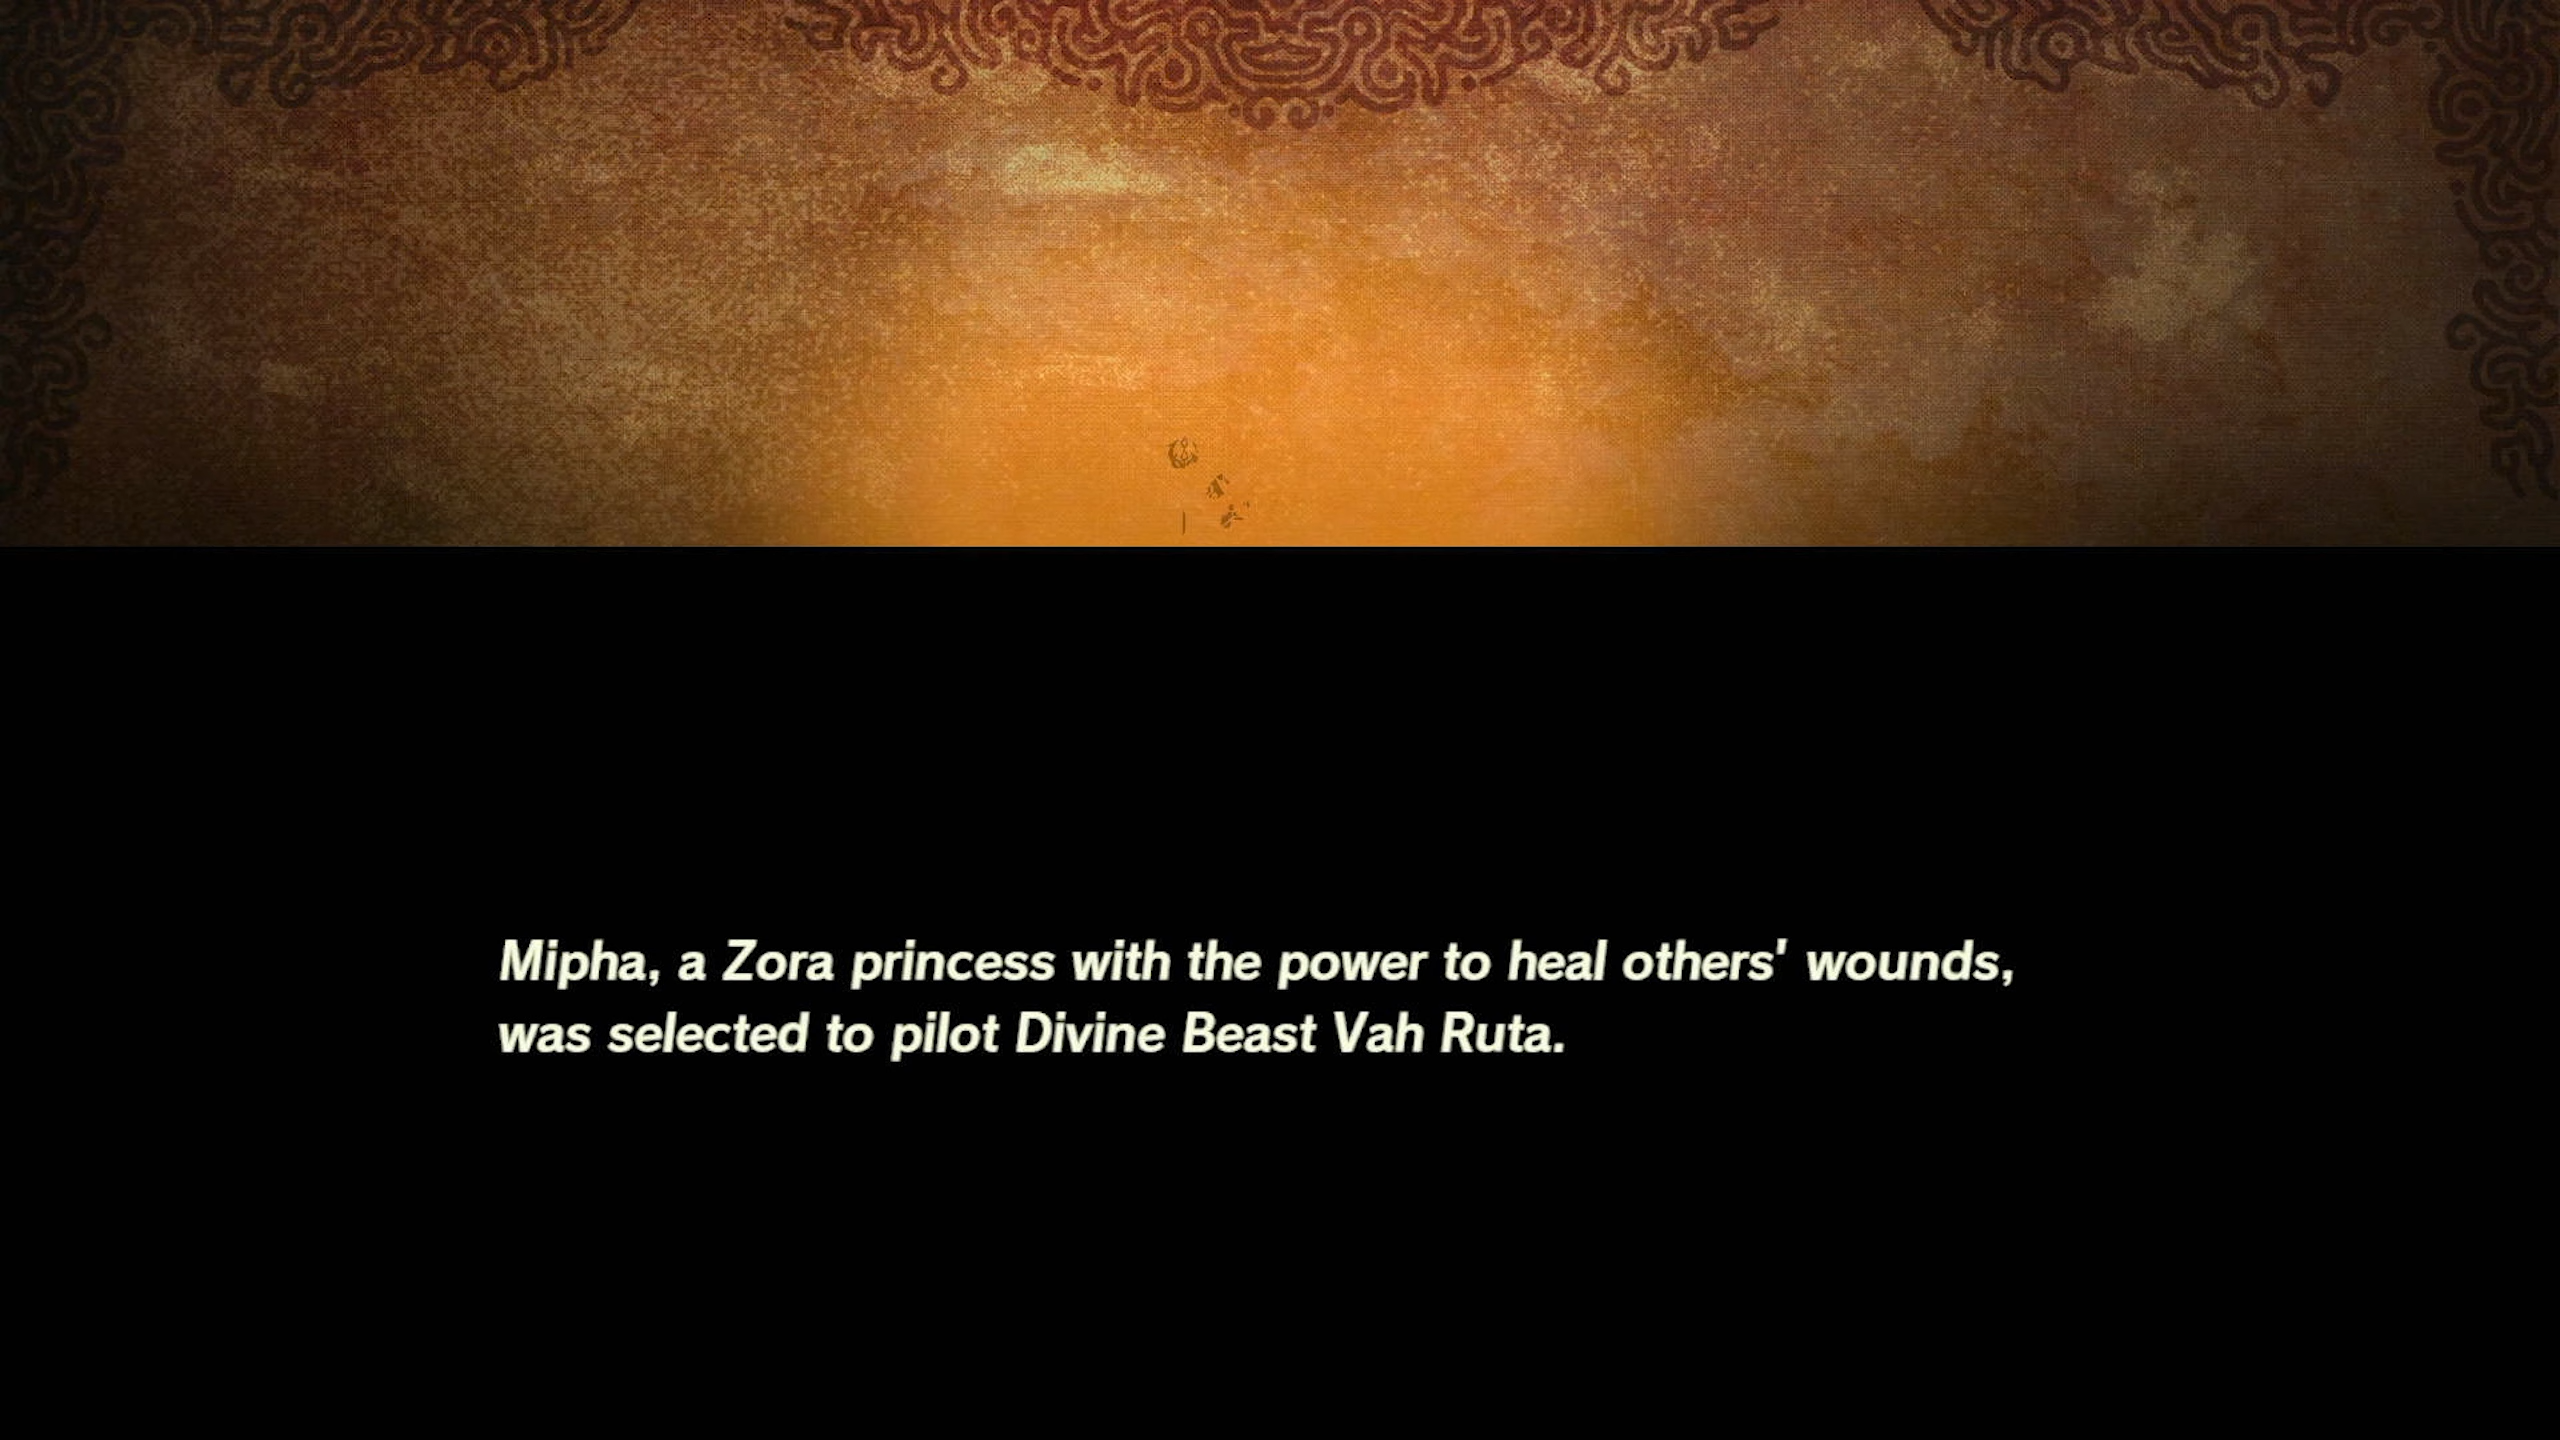 Mipha, a Zora princess with the power to heal others' wounds,
was selected to pilot Divine Beast Vah Ruta.